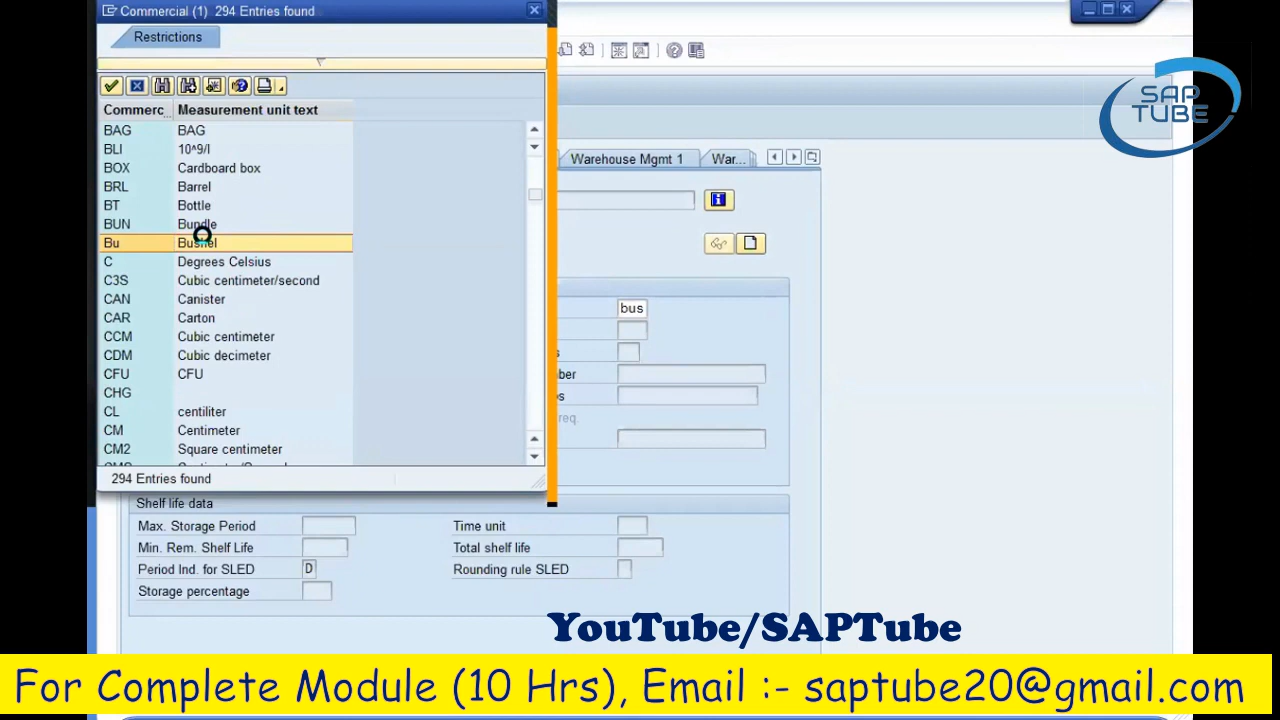 Commercial (1) 294 Entries found
Restrictions
Commerc... Measurement unit text
BAG BAG
BLI 10^9/l
BOX Cardboard box
BRL Barrel
BT Bottle
BUN Bundle
Bu Bushel
C Degrees Celsius
C3S Cubic centimeter/second
CAN Canister
CAR Carton
CCM Cubic centimeter
CDM Cubic decimeter
CFU CFU
CHG
CL centiliter
CM Centimeter
CM2 Square centimeter
294 Entries found
SAP
TUBE
Warehouse Mgmt 1 War...
bus
s
ber
s
req.
Shelf life data
Max. Storage Period Time unit
Min. Rem. Shelf Life Total shelf life
Period Ind. for SLED D Rounding rule SLED
Storage percentage
YouTube/SAPTube
For Complete Module (10 Hrs), Email :- saptube20@gmail.com